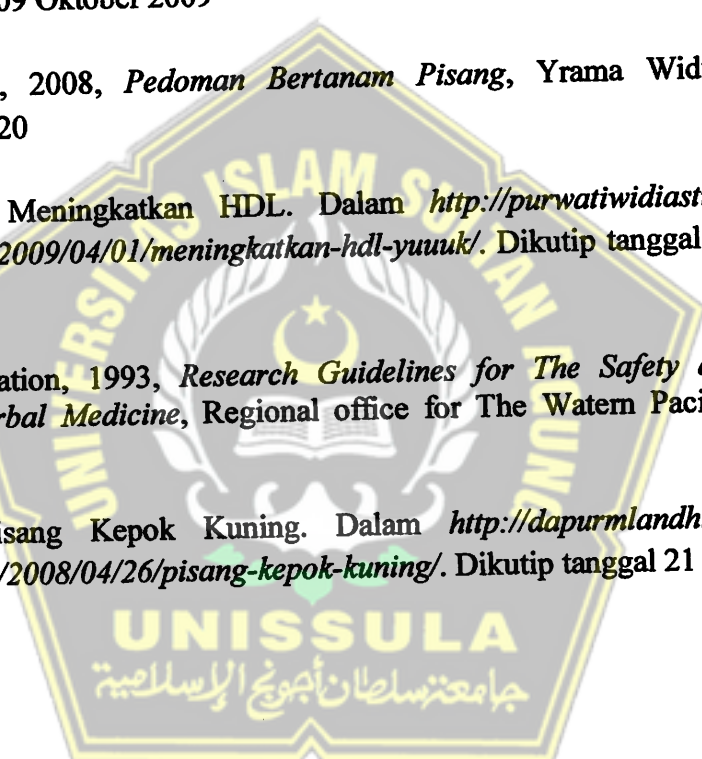 09 Oktober 2009
, 2008, Pedoman Bertanam Pisang, Yrama Wid
20
Meningkatkan HDL. Dalam http://purwatiwidiast
2009/04/01/meningkatkan-hdl-yuuuk/. Dikutip tanggal
ation, 1993, Research Guidelines for The Safety
rbal Medicine, Regional office for The Watern Paci
isang Kepok Kuning. Dalam http://dapurmlandh
/2008/04/26/pisang-kepok-kuning/. Dikutip tanggal 21
UNIVERSITAS ISLAM SULTAN AGUNG
UNISSULA
جامعة سلطان أجونج الإسلامية